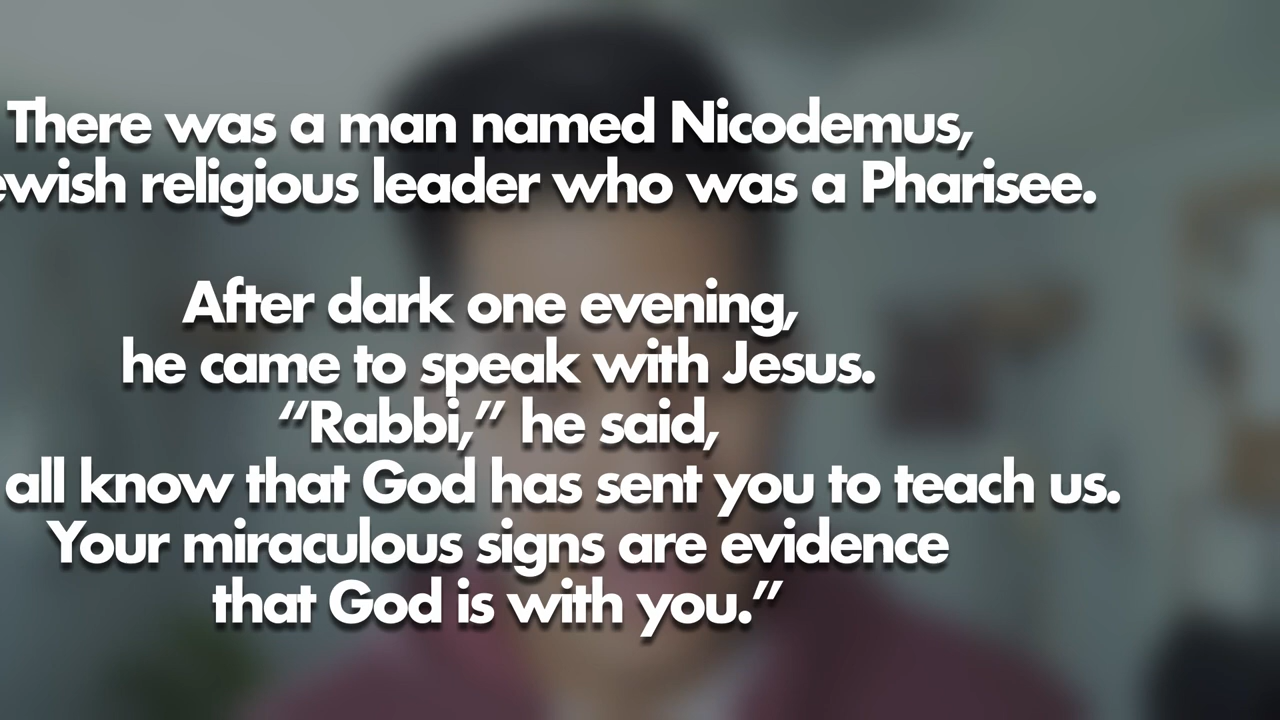 There was a man named Nicodemus,
ewish religious leader who was a Pharisee.
After dark one evening,
he came to speak with Jesus.
“Rabbi,” he said,
all know that God has sent you to teach us.
Your miraculous signs are evidence
that God is with you.”